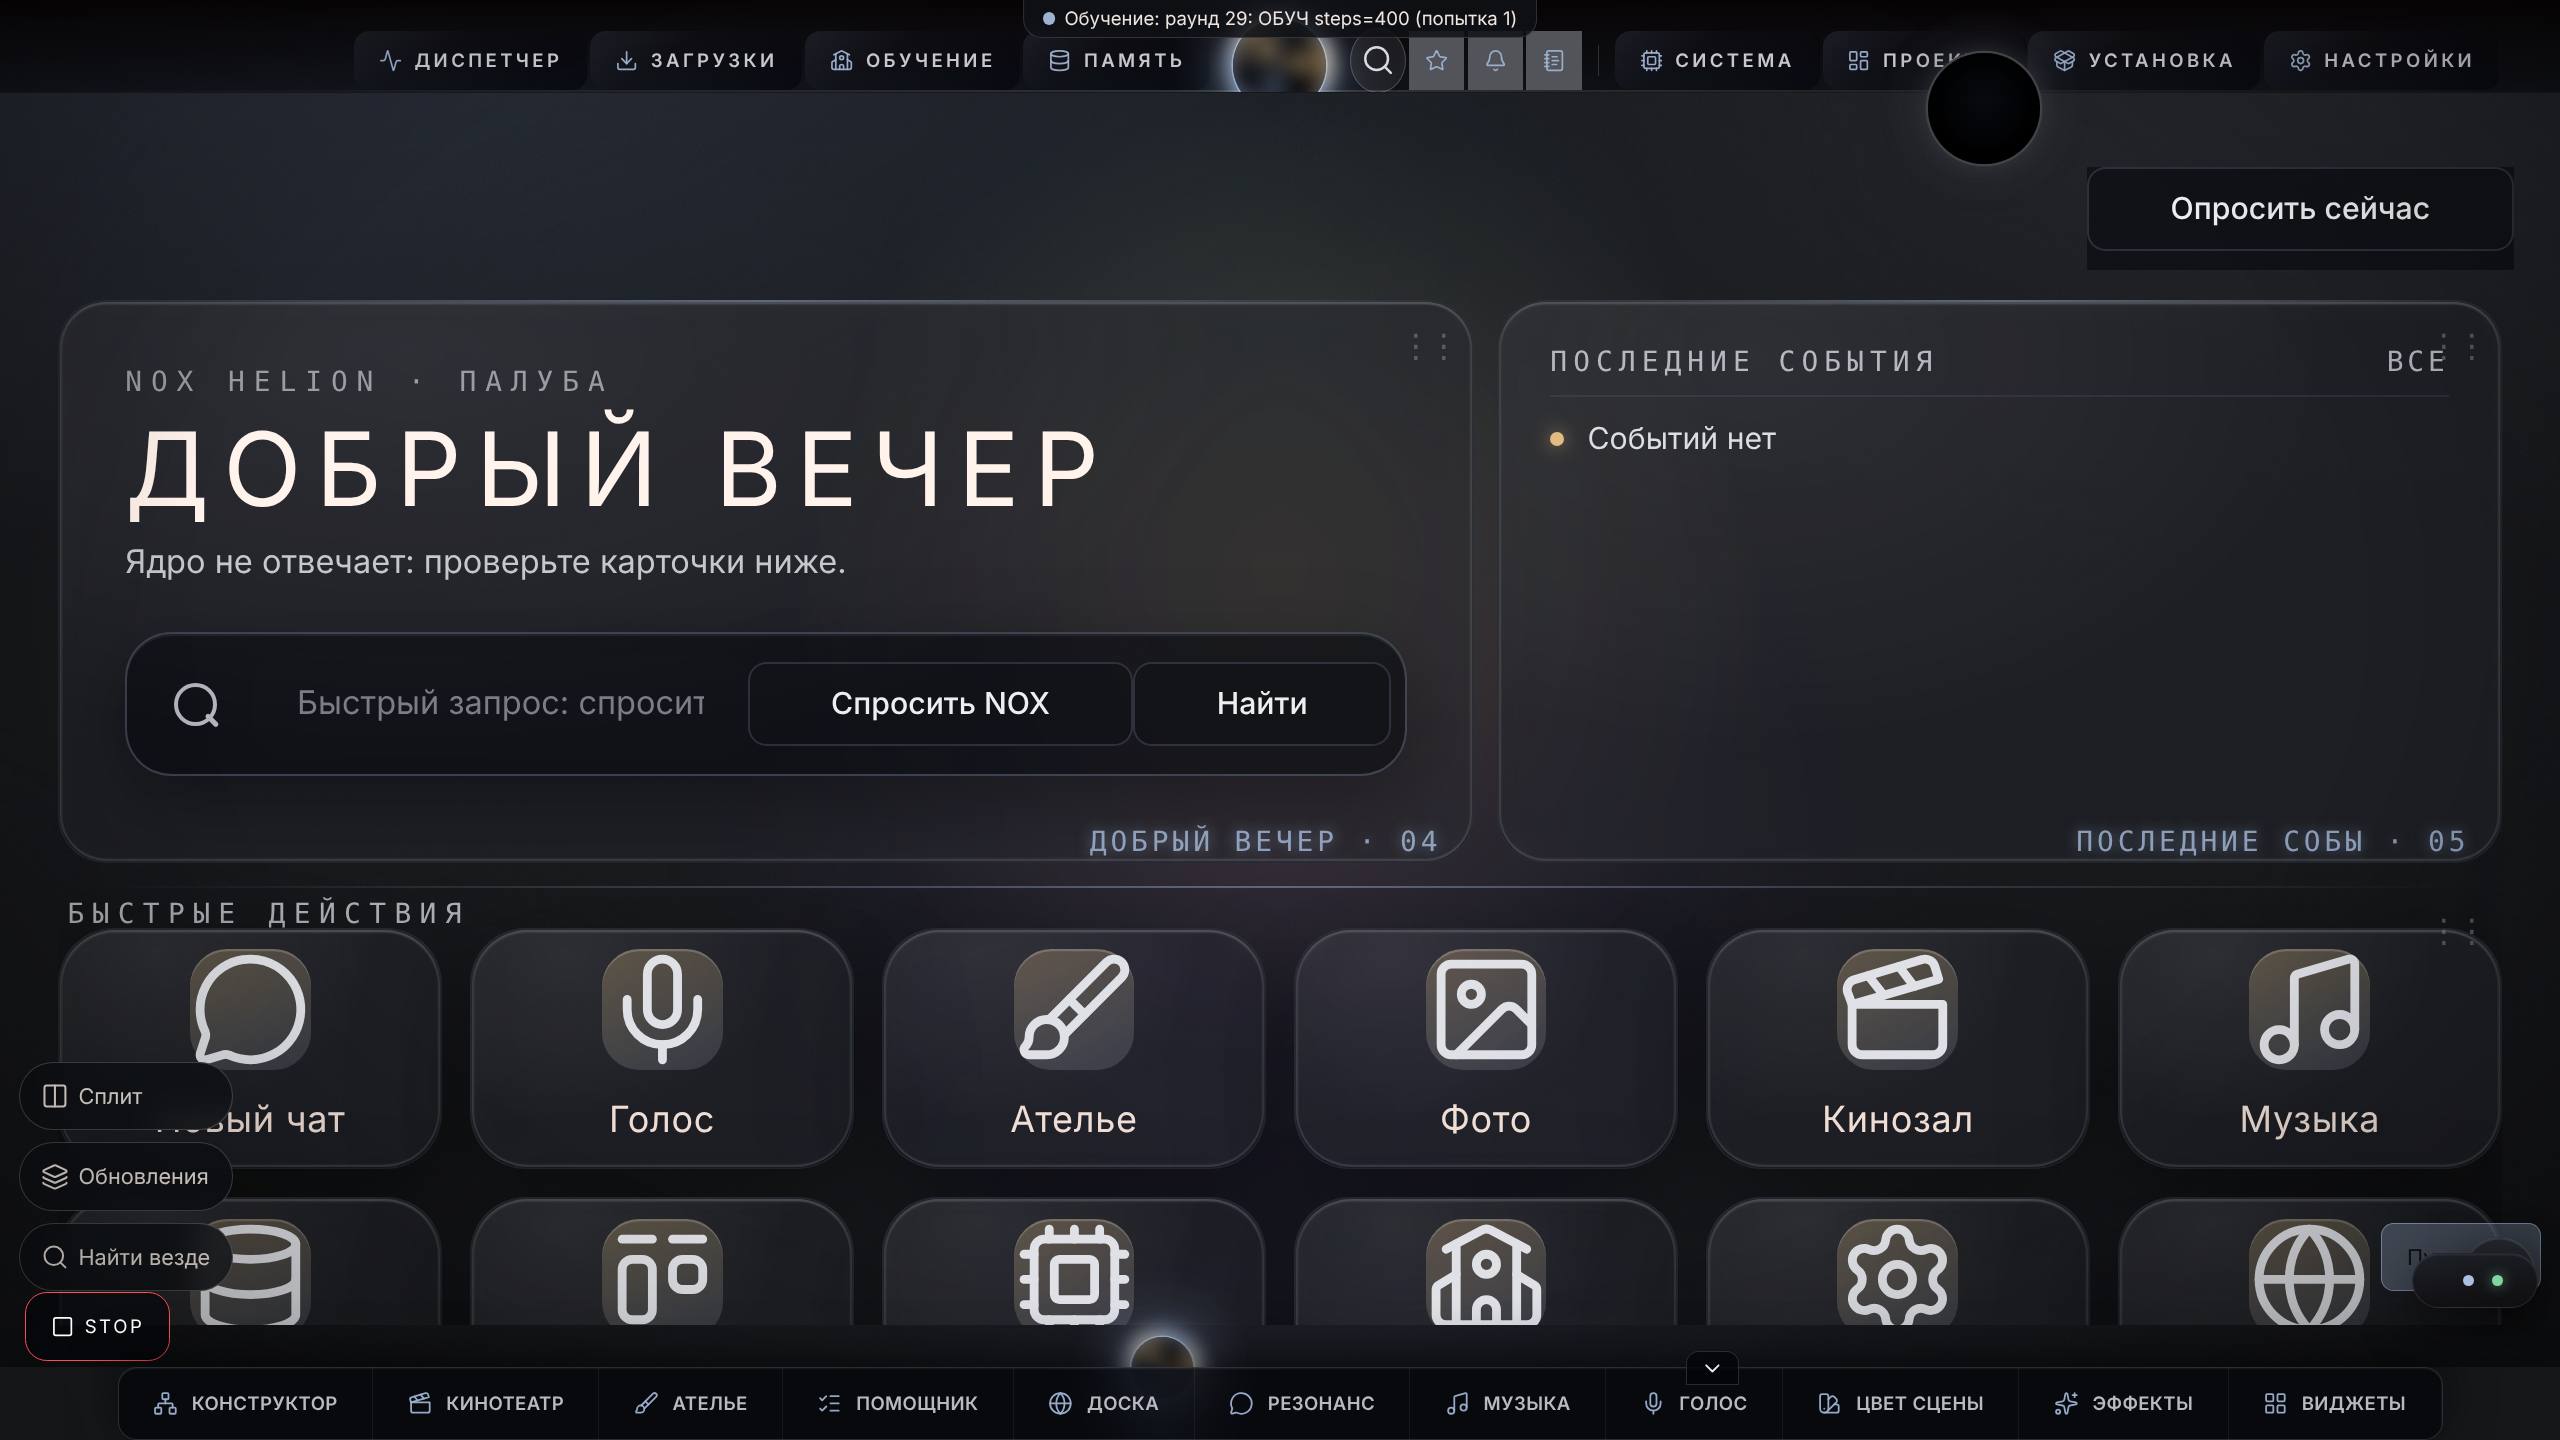 Обучение: раунд 29: ОБУЧ steps=400 (попытка 1)
ДИСПЕТЧЕР ЗАГРУЗКИ ОБУЧЕНИЕ ПАМЯТЬ СИСТЕМА УСТАНОВКА НАСТРОЙКИ
Опросить сейчас
NOX HELION · ПАЛУБА
ДОБРЫЙ ВЕЧЕР
Ядро не отвечает: проверьте карточки ниже.
Быстрый запрос: спросит
Спросить NOX
Найти
ДОБРЫЙ ВЕЧЕР · 04
ПОСЛЕДНИЕ СОБЫТИЯ ВСЕ
Событий нет
ПОСЛЕДНИЕ СОБЫ · 05
БЫСТРЫЕ ДЕЙСТВИЯ
чат Голос Ателье Фото Кинозал Музыка
Сплит
Обновления
Найти везде
STOP
КОНСТРУКТОР КИНОТЕАТР АТЕЛЬЕ ПОМОЩНИК ДОСКА РЕЗОНАНС МУЗЫКА ГОЛОС ЦВЕТ СЦЕНЫ ЭФФЕКТЫ ВИДЖЕТЫ